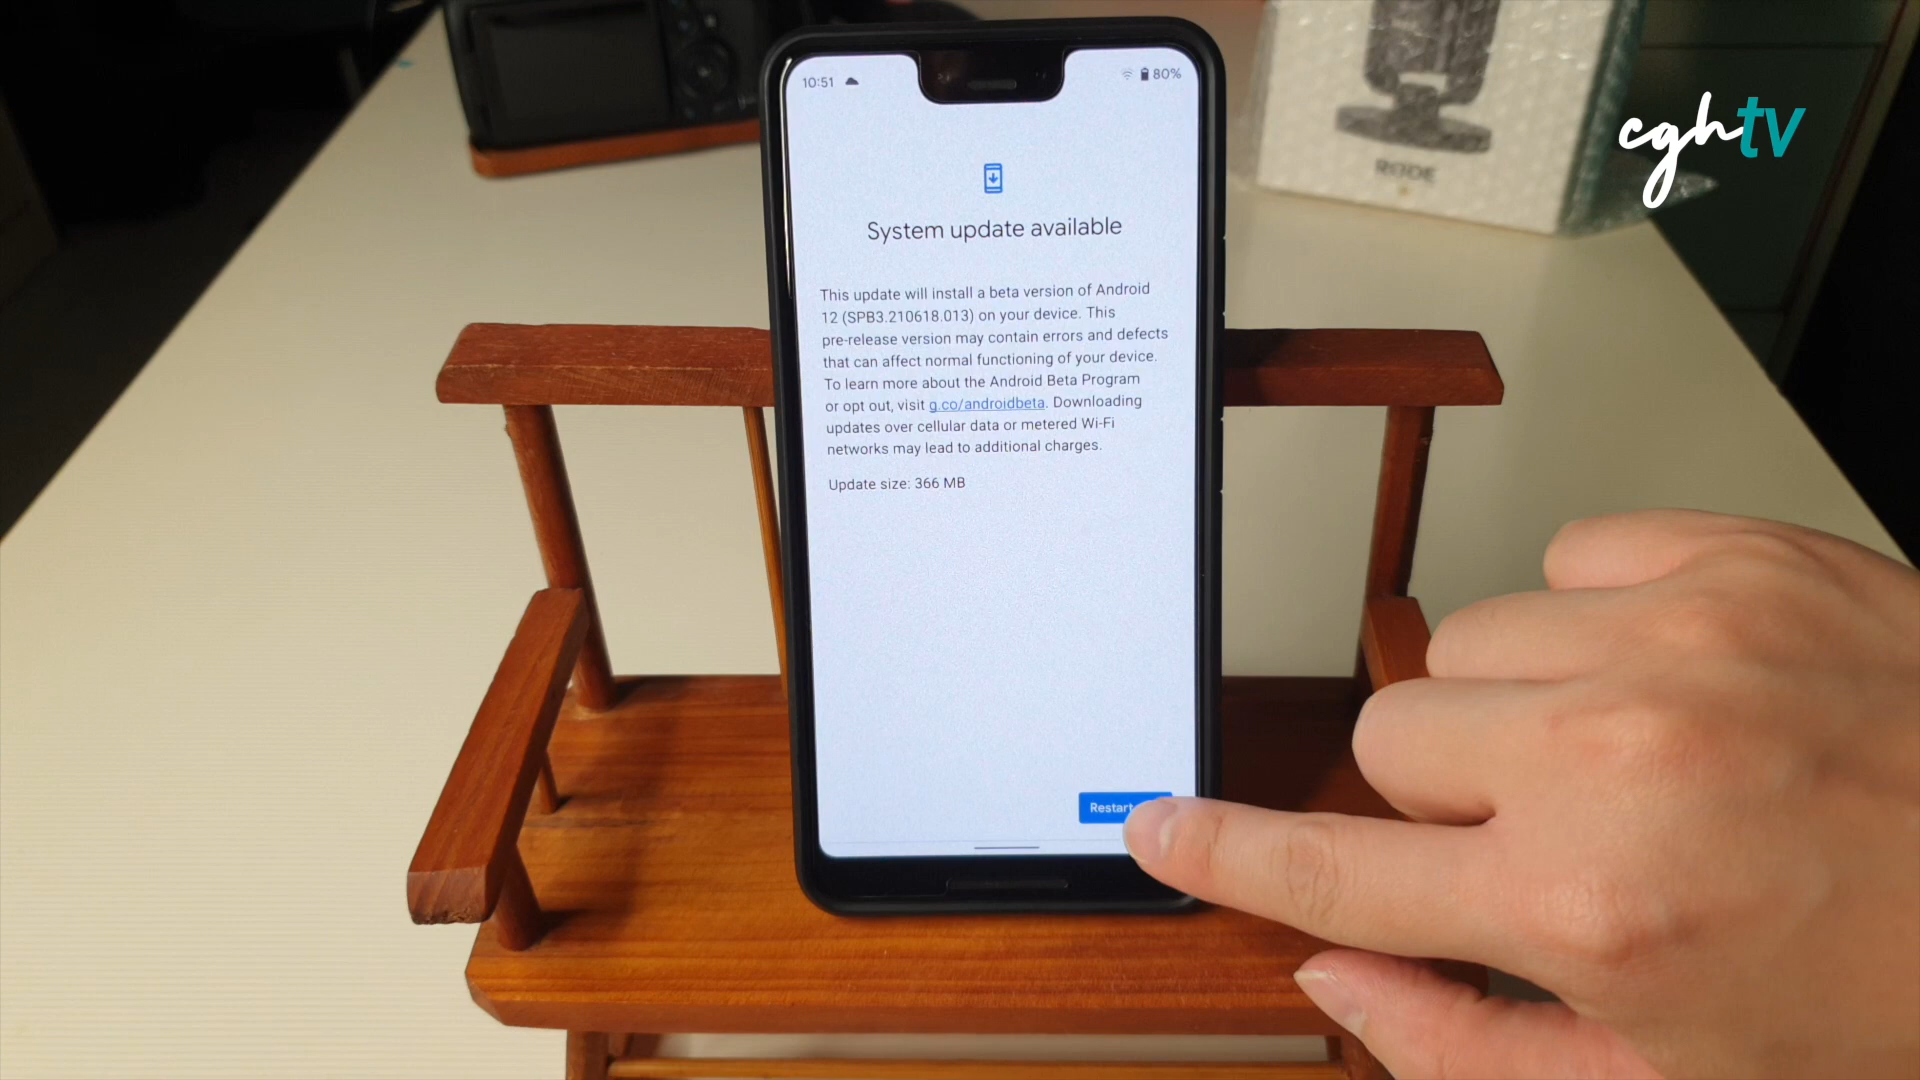 10:51
80%
cghtv
RODE
System update available
This update will install a beta version of Android
12 (SPB3.210618.013) on your device. This
pre-release version may contain errors and defects
that can affect normal functioning of your device.
To learn more about the Android Beta Program
or opt out, visit g.co/androidbeta. Downloading
updates over cellular data or metered Wi-Fi
networks may lead to additional charges.
Update size: 366 MB
Restart